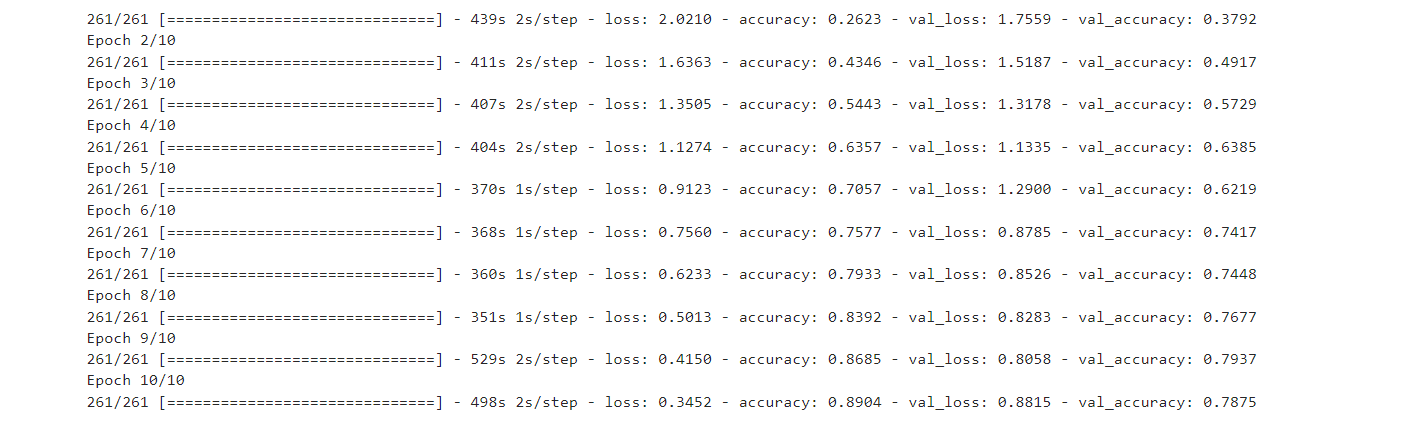 261/261 [==============================] - 439s 2s/step - loss: 2.0210 - accuracy: 0.2623 - val_loss: 1.7559 - val_accuracy: 0.3792
Epoch 2/10
261/261 [==============================] - 411s 2s/step - loss: 1.6363 - accuracy: 0.4346 - val_loss: 1.5187 - val_accuracy: 0.4917
Epoch 3/10
261/261 [==============================] - 407s 2s/step - loss: 1.3505 - accuracy: 0.5443 - val_loss: 1.3178 - val_accuracy: 0.5729
Epoch 4/10
261/261 [==============================] - 404s 2s/step - loss: 1.1274 - accuracy: 0.6357 - val_loss: 1.1335 - val_accuracy: 0.6385
Epoch 5/10
261/261 [==============================] - 370s 1s/step - loss: 0.9123 - accuracy: 0.7057 - val_loss: 1.2900 - val_accuracy: 0.6219
Epoch 6/10
261/261 [==============================] - 368s 1s/step - loss: 0.7560 - accuracy: 0.7577 - val_loss: 0.8785 - val_accuracy: 0.7417
Epoch 7/10
261/261 [==============================] - 360s 1s/step - loss: 0.6233 - accuracy: 0.7933 - val_loss: 0.8526 - val_accuracy: 0.7448
Epoch 8/10
261/261 [==============================] - 351s 1s/step - loss: 0.5013 - accuracy: 0.8392 - val_loss: 0.8283 - val_accuracy: 0.7677
Epoch 9/10
261/261 [==============================] - 529s 2s/step - loss: 0.4150 - accuracy: 0.8685 - val_loss: 0.8058 - val_accuracy: 0.7937
Epoch 10/10
261/261 [==============================] - 498s 2s/step - loss: 0.3452 - accuracy: 0.8904 - val_loss: 0.8815 - val_accuracy: 0.7875